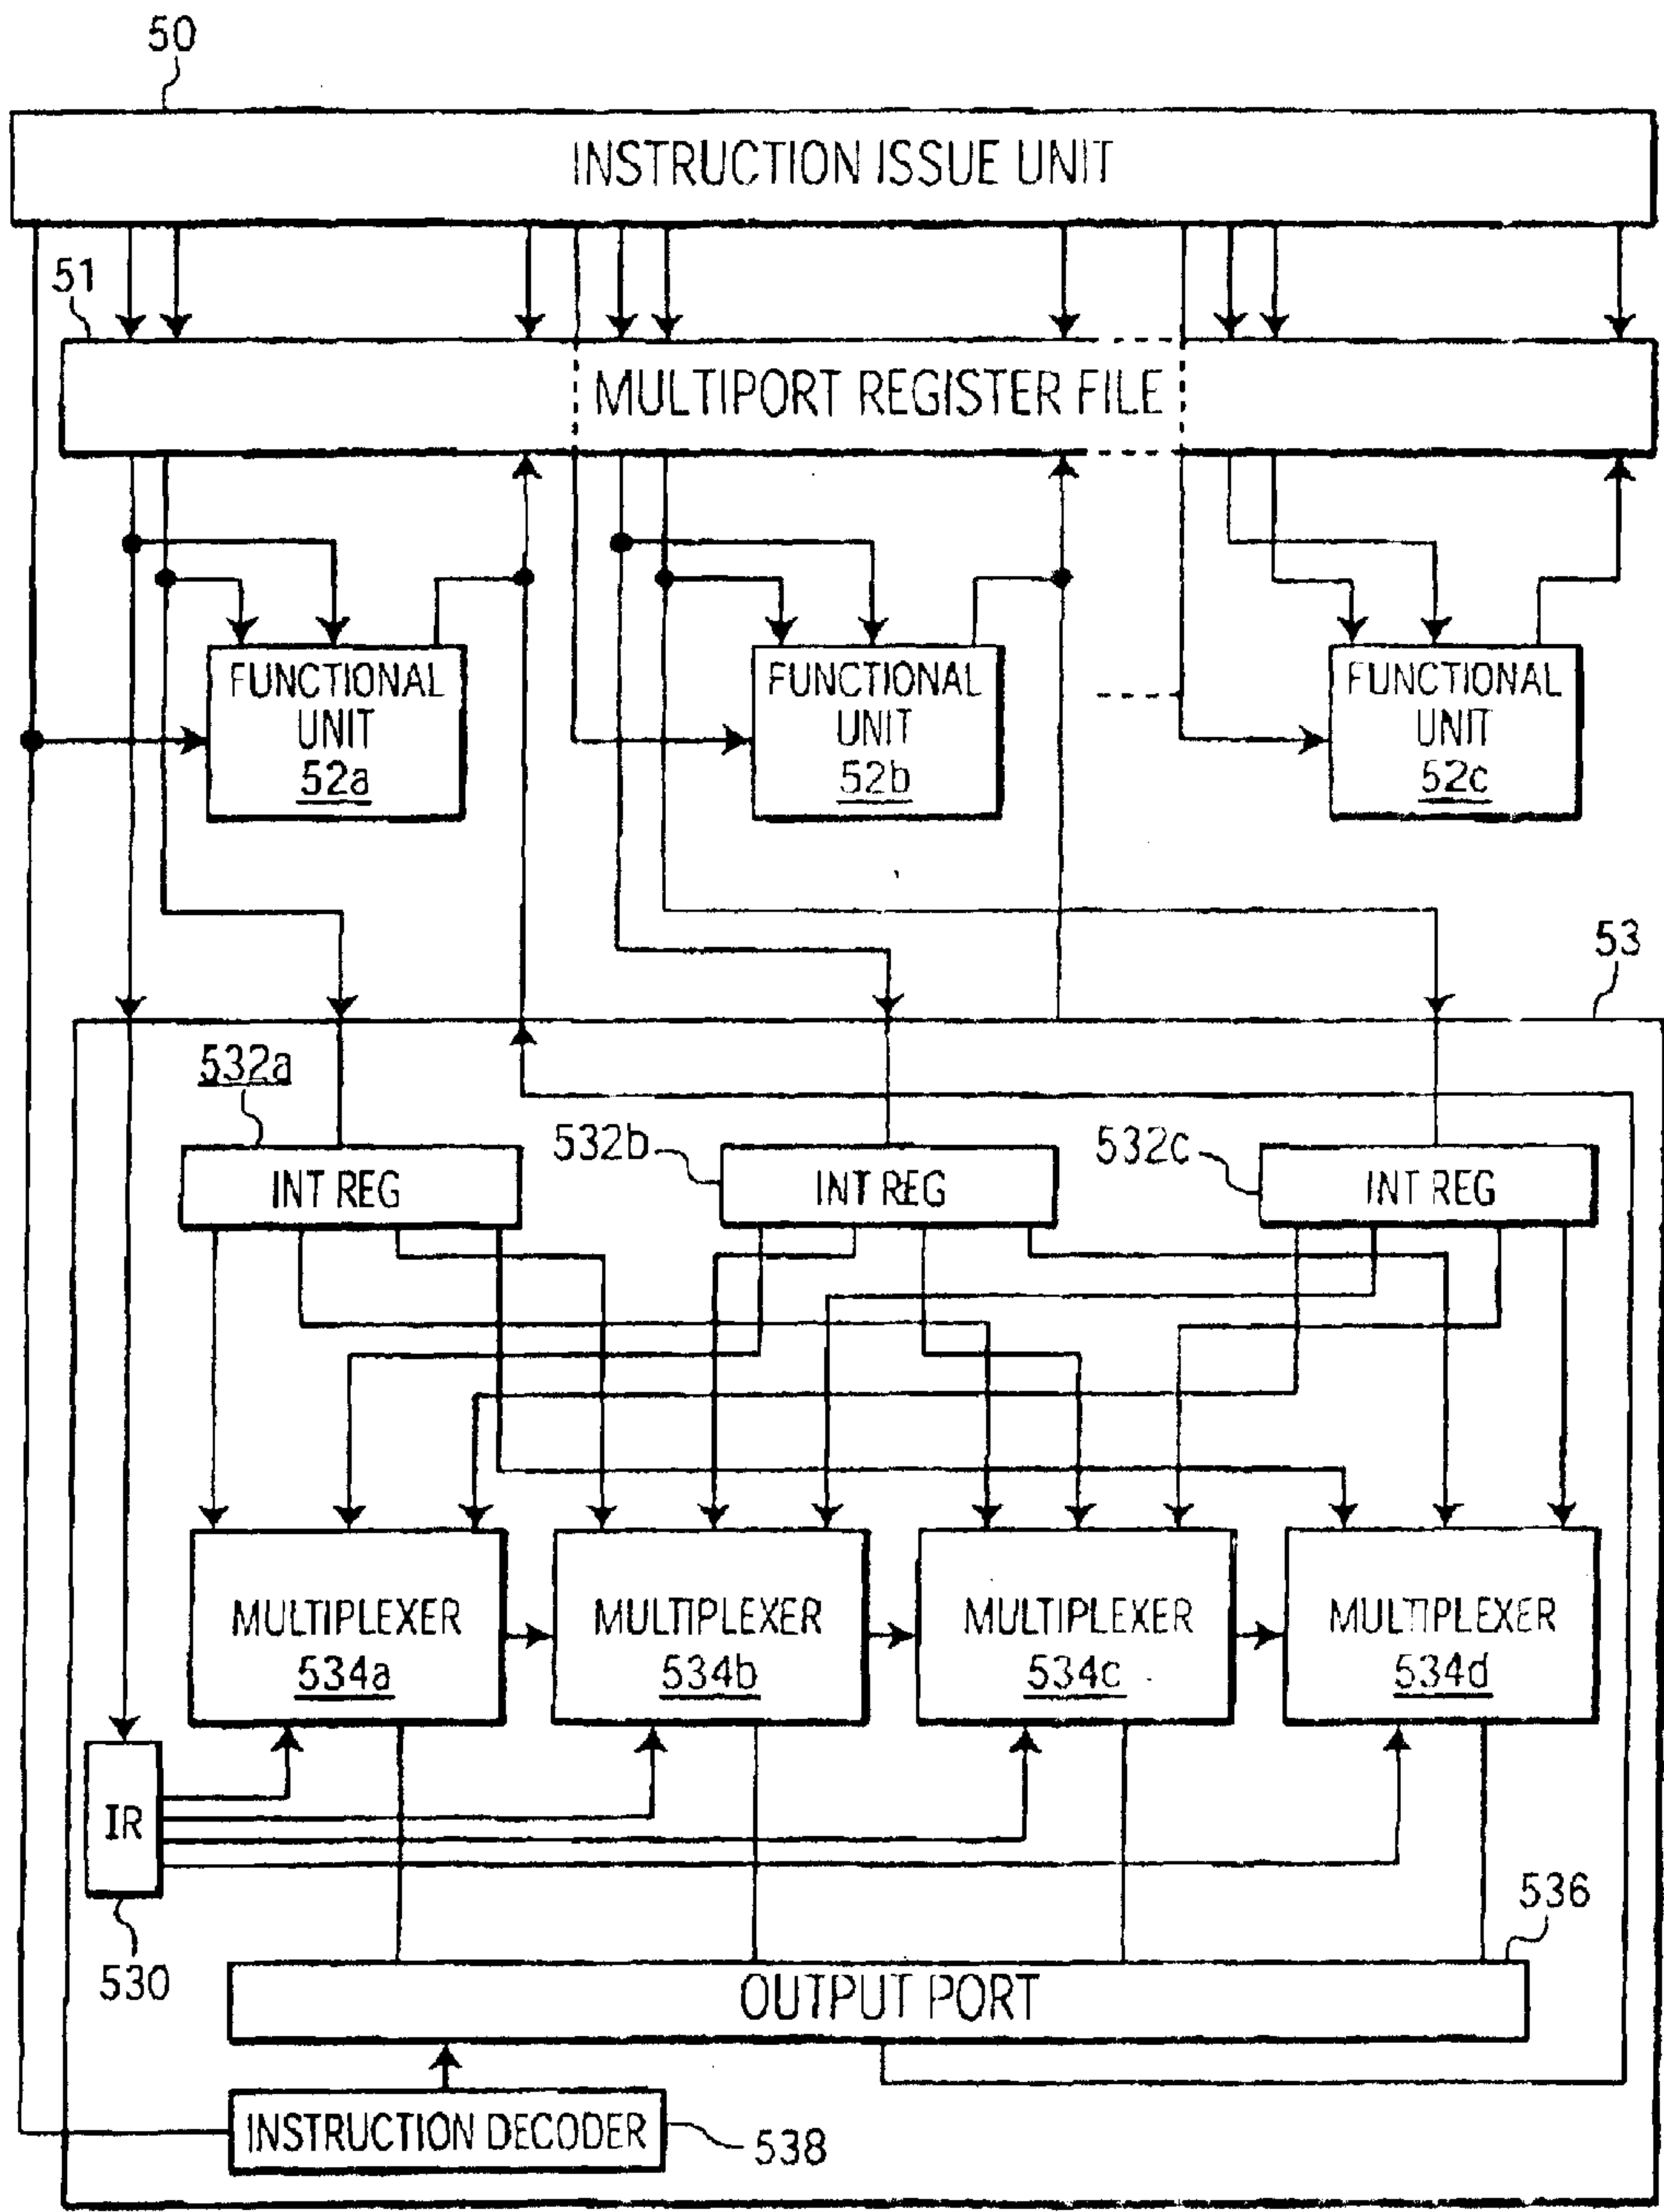 50
INSTRUCTION ISSUE UNIT
51
MULTIPORT REGISTER FILE
FUNCTIONAL
UNIT
52a
FUNCTIONAL
UNIT
52b
FUNCTIONAL
UNIT
52c
53
532a
INT REG
532b
INT REG
532c
INT REG
MULTIPLEXER
534a
MULTIPLEXER
534b
MULTIPLEXER
534c
MULTIPLEXER
534d
IR
530
536
OUTPUT PORT
INSTRUCTION DECODER
538